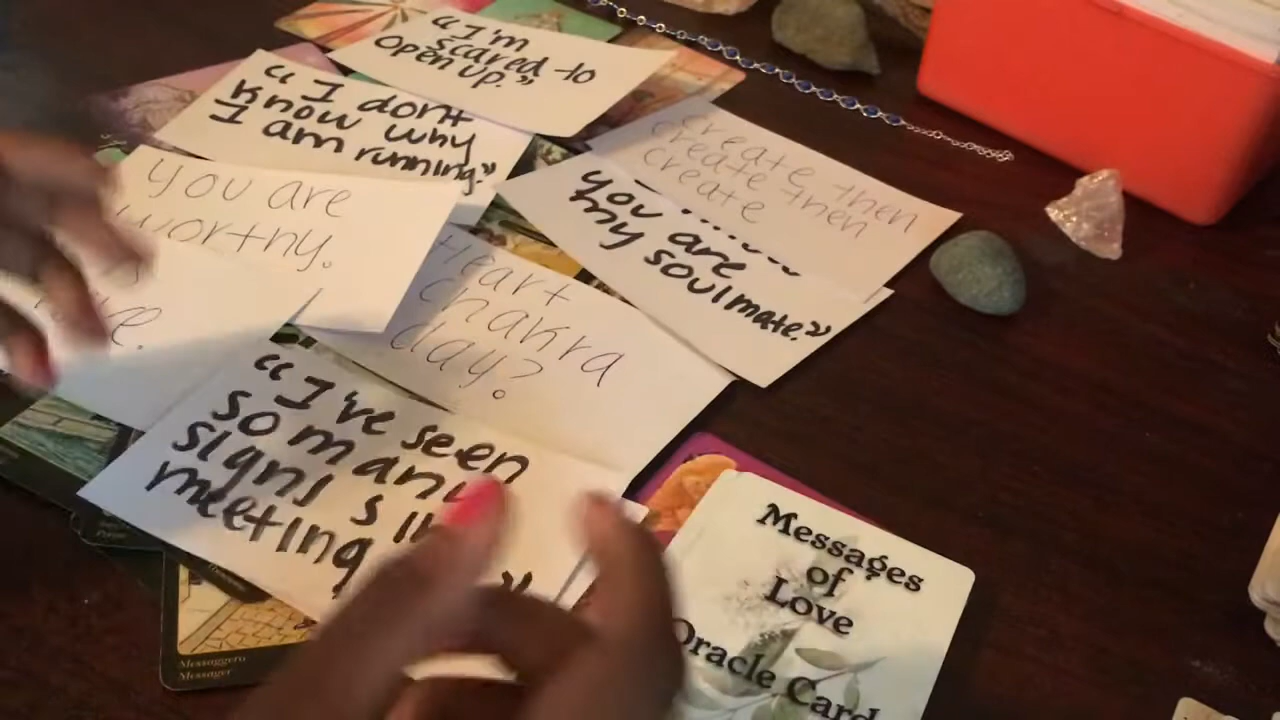 “I'm
scared to
open up.”
“I dont
know why
I am running.”
create then
create then
create
you are
my soulmate.”
you are
worthy.
Heart
chakra
day?
“I've seen
so many
signs
meeting
”
Messages
of
Love
Oracle Card
Messaggero
Messager